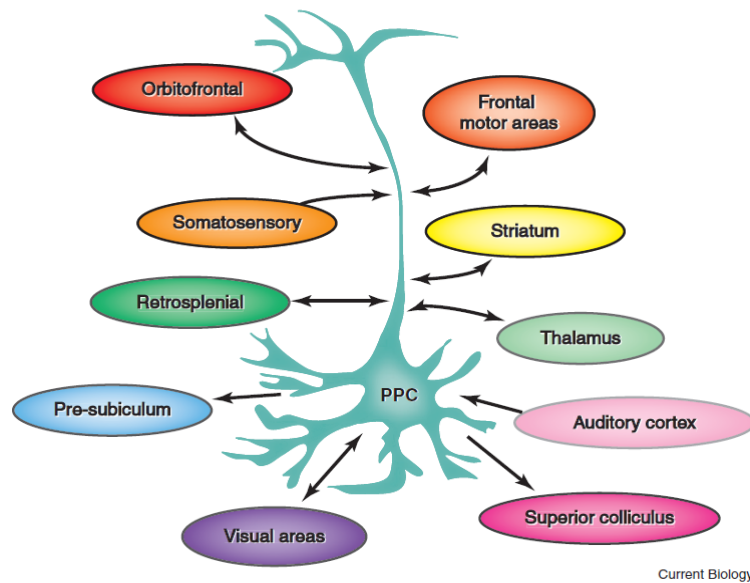 Orbitofrontal
Frontal
motor areas
Somatosensory
Striatum
Retrosplenial
Thalamus
PPC
Pre-subiculum
Auditory cortex
Visual areas
Superior colliculus
Current Biology